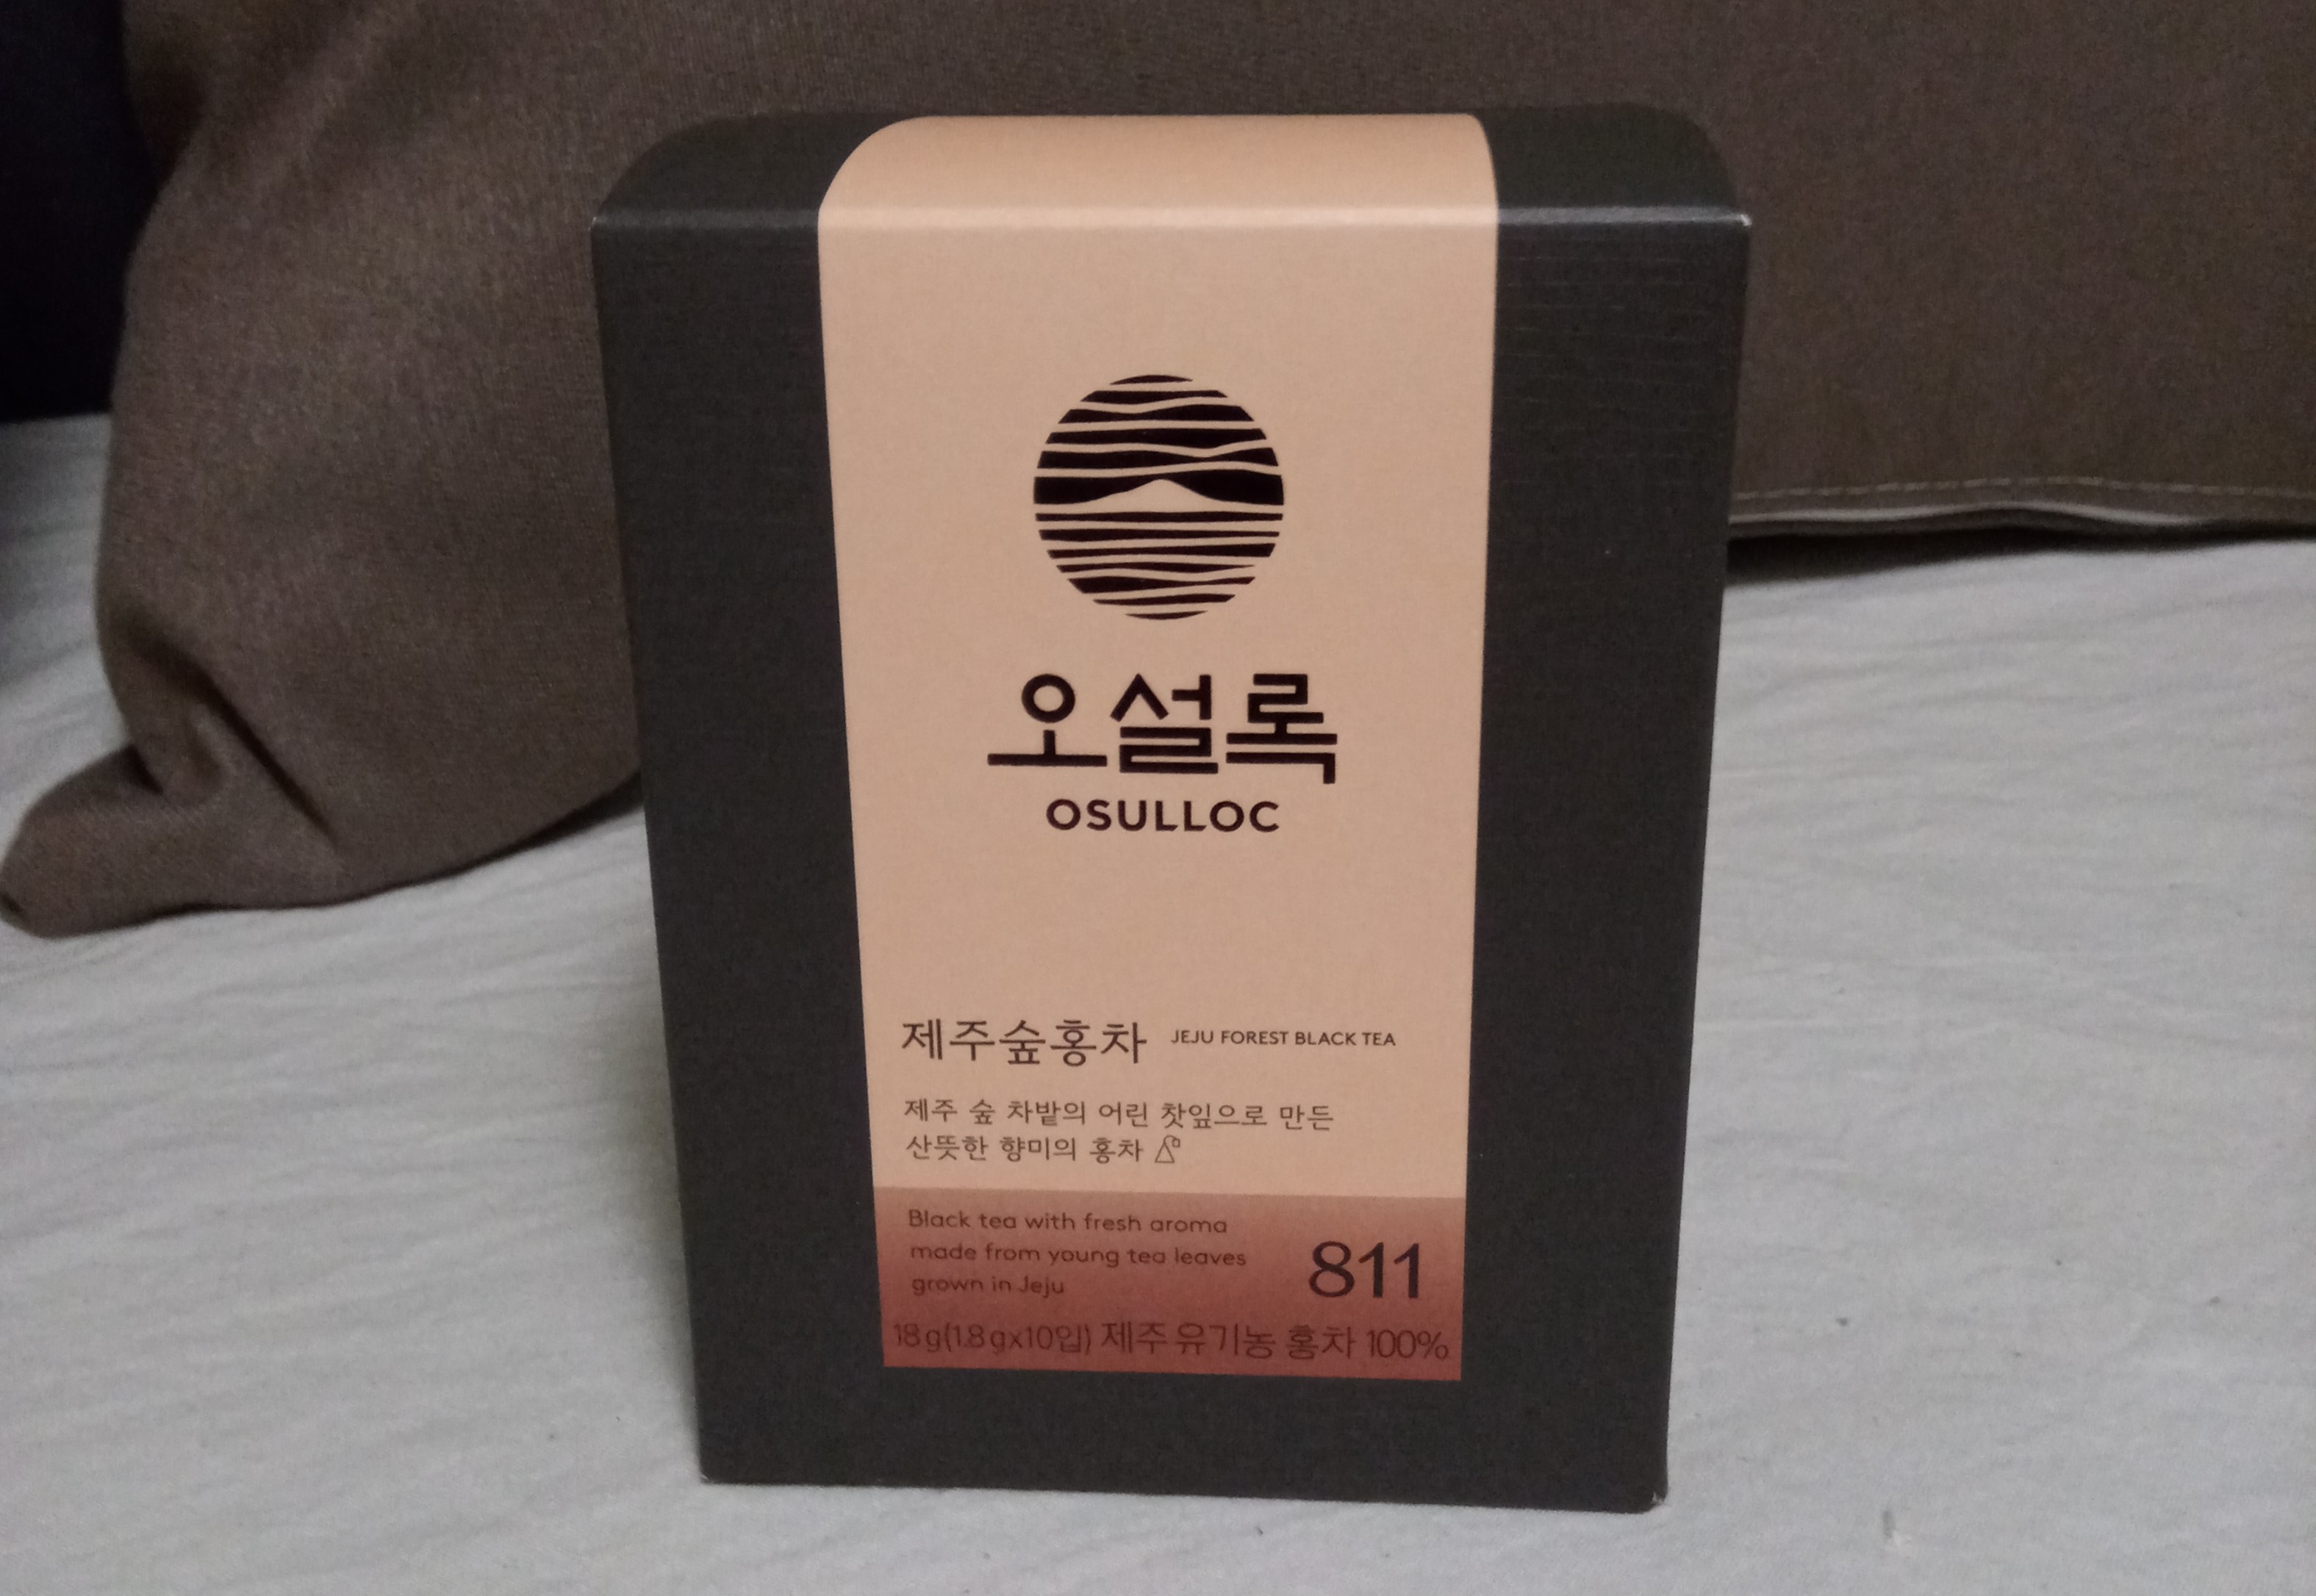 오설록
OSULLOC
제주숲홍차 JEJU FOREST BLACK TEA
제주 숲 차밭의 어린 찻잎으로 만든
산뜻한 향미의 홍차
Black tea with fresh aroma
made from young tea leaves
grown in Jeju
811
18g(1.8gx10입) 제주 유기농 홍차 100%